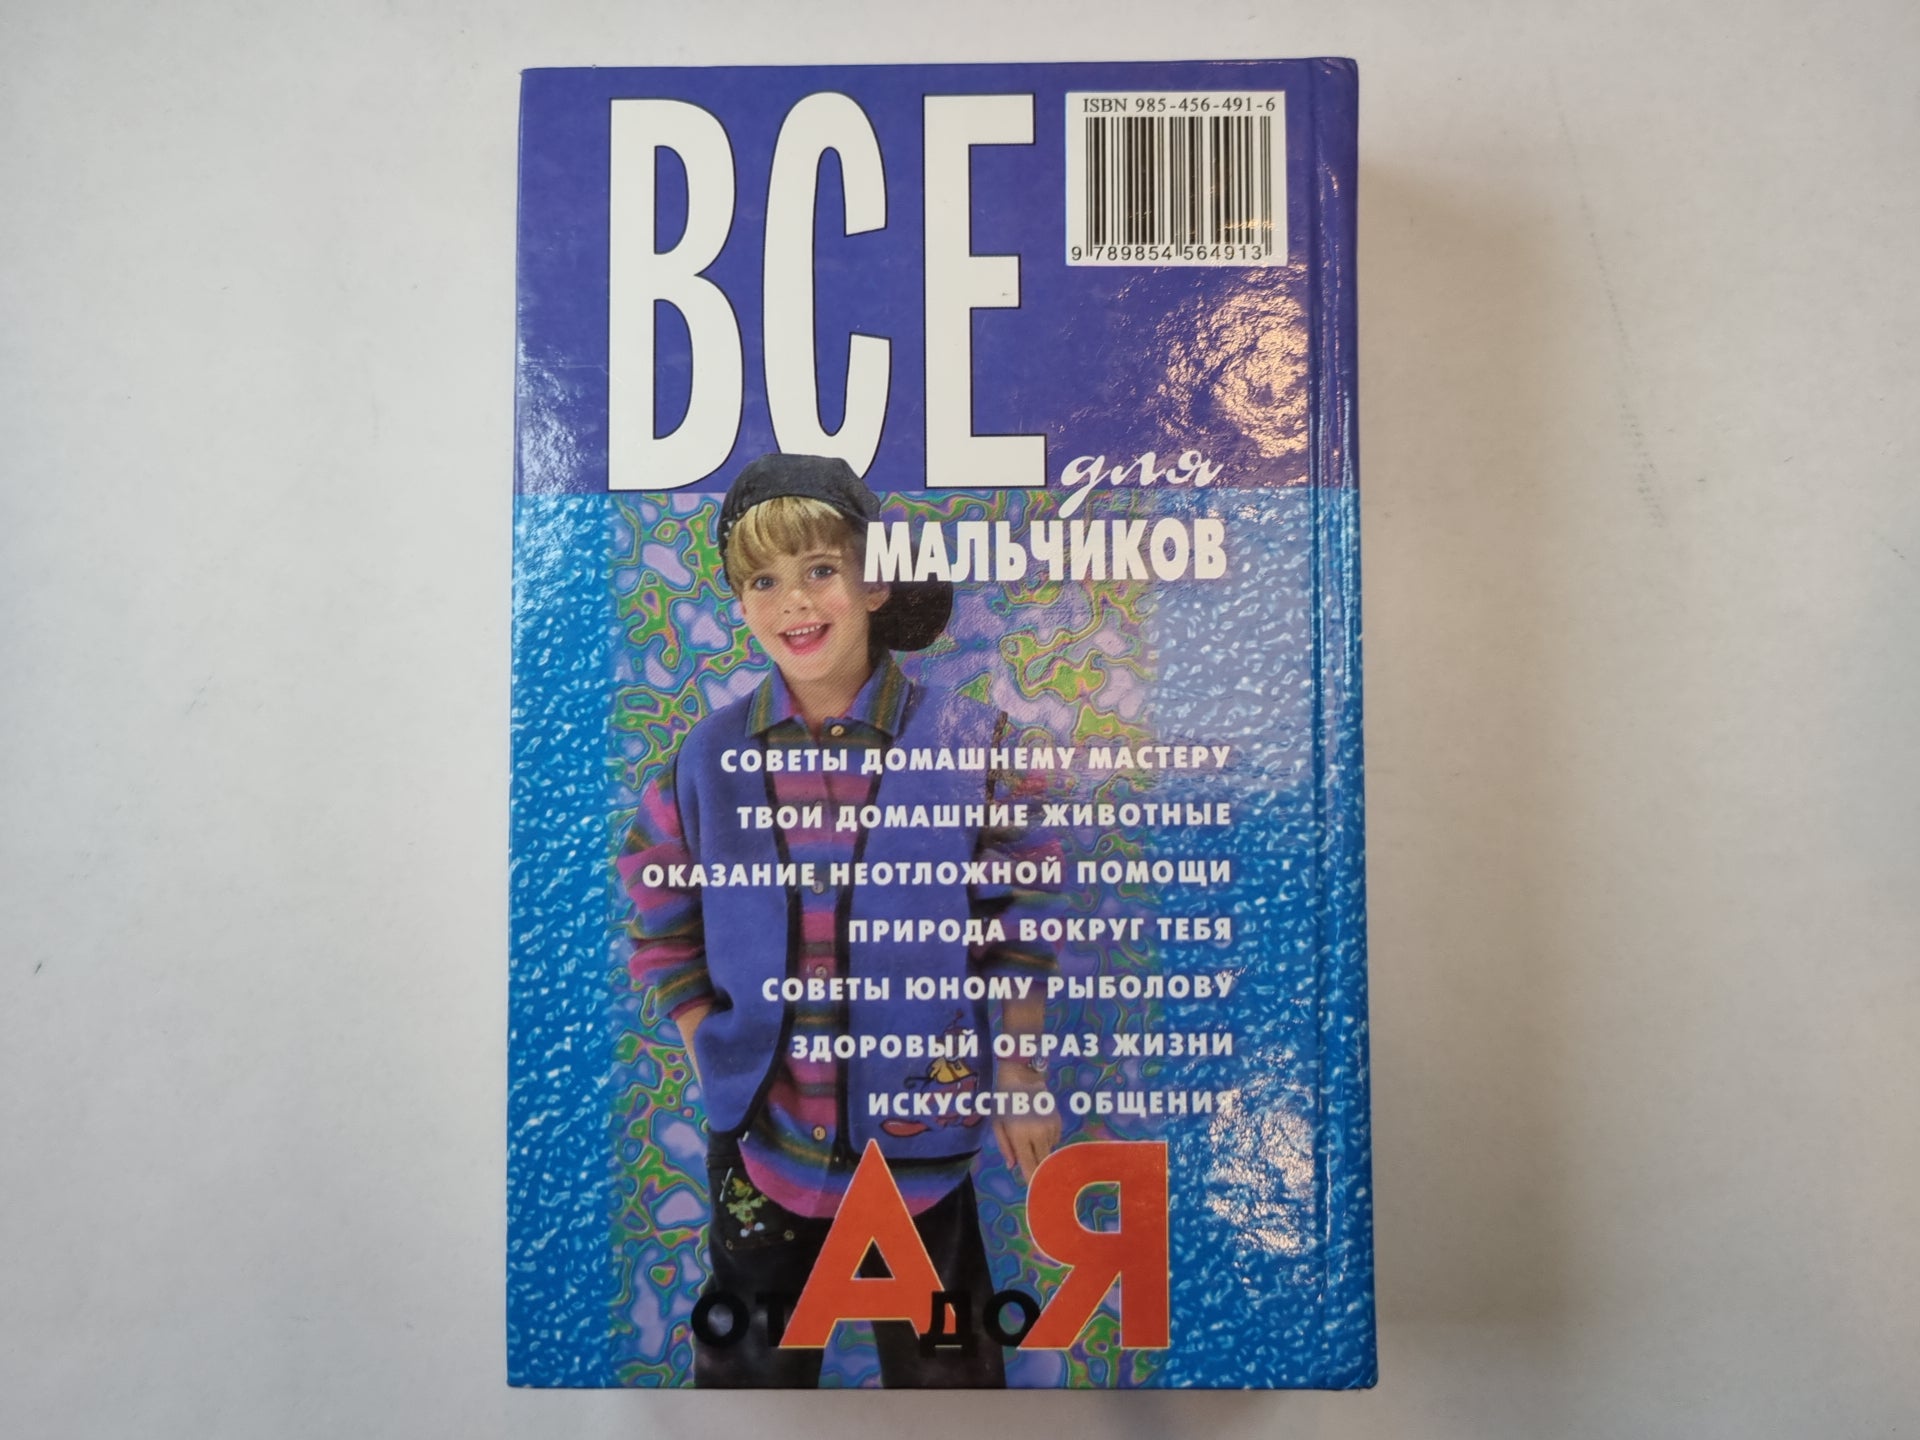 ВСЕ
ISBN 985-456-491-6
9 789854 564913
для
МАЛЬЧИКОВ
СОВЕТЫ ДОМАШНЕМУ МАСТЕРУ
ТВОИ ДОМАШНИЕ ЖИВОТНЫЕ
ОКАЗАНИЕ НЕОТЛОЖНОЙ ПОМОЩИ
ПРИРОДА ВОКРУГ ТЕБЯ
СОВЕТЫ ЮНОМУ РЫБОЛОВУ
ЗДОРОВЫЙ ОБРАЗ ЖИЗНИ
ИСКУССТВО ОБЩЕНИЯ
ОТ А ДО Я